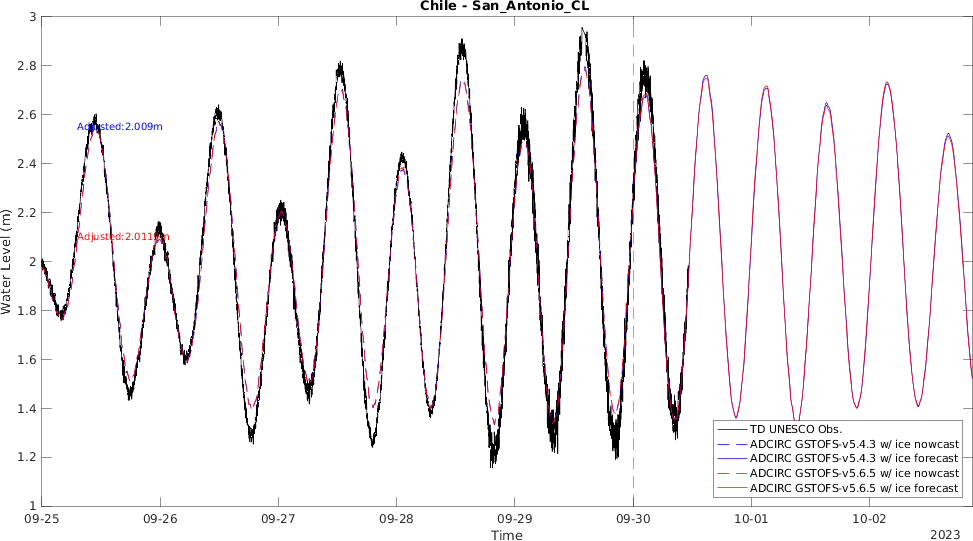 Chile - San_Antonio_CL
3
2.8
2.6
2.4
2.2
2
1.8
1.6
1.4
1.2
1
Water Level (m)
Adjusted:2.009m
TD UNESCO Obs.
ADCIRC GSTOFS-v5.4.3 w/ ice nowcast
ADCIRC GSTOFS-v5.4.3 w/ ice forecast
ADCIRC GSTOFS-v5.6.5 w/ ice nowcast
ADCIRC GSTOFS-v5.6.5 w/ ice forecast
09-25 09-26 09-27 09-28 09-29 09-30 10-01 10-02
Time
2023